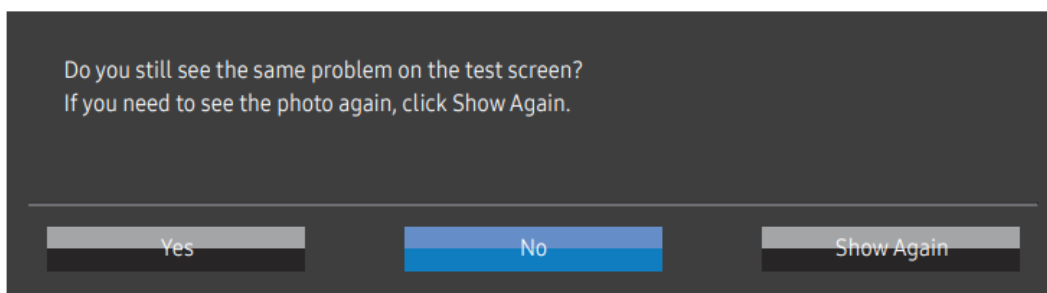 Do you still see the same problem on the test screen?
If you need to see the photo again, click Show Again.
Yes
No
Show Again